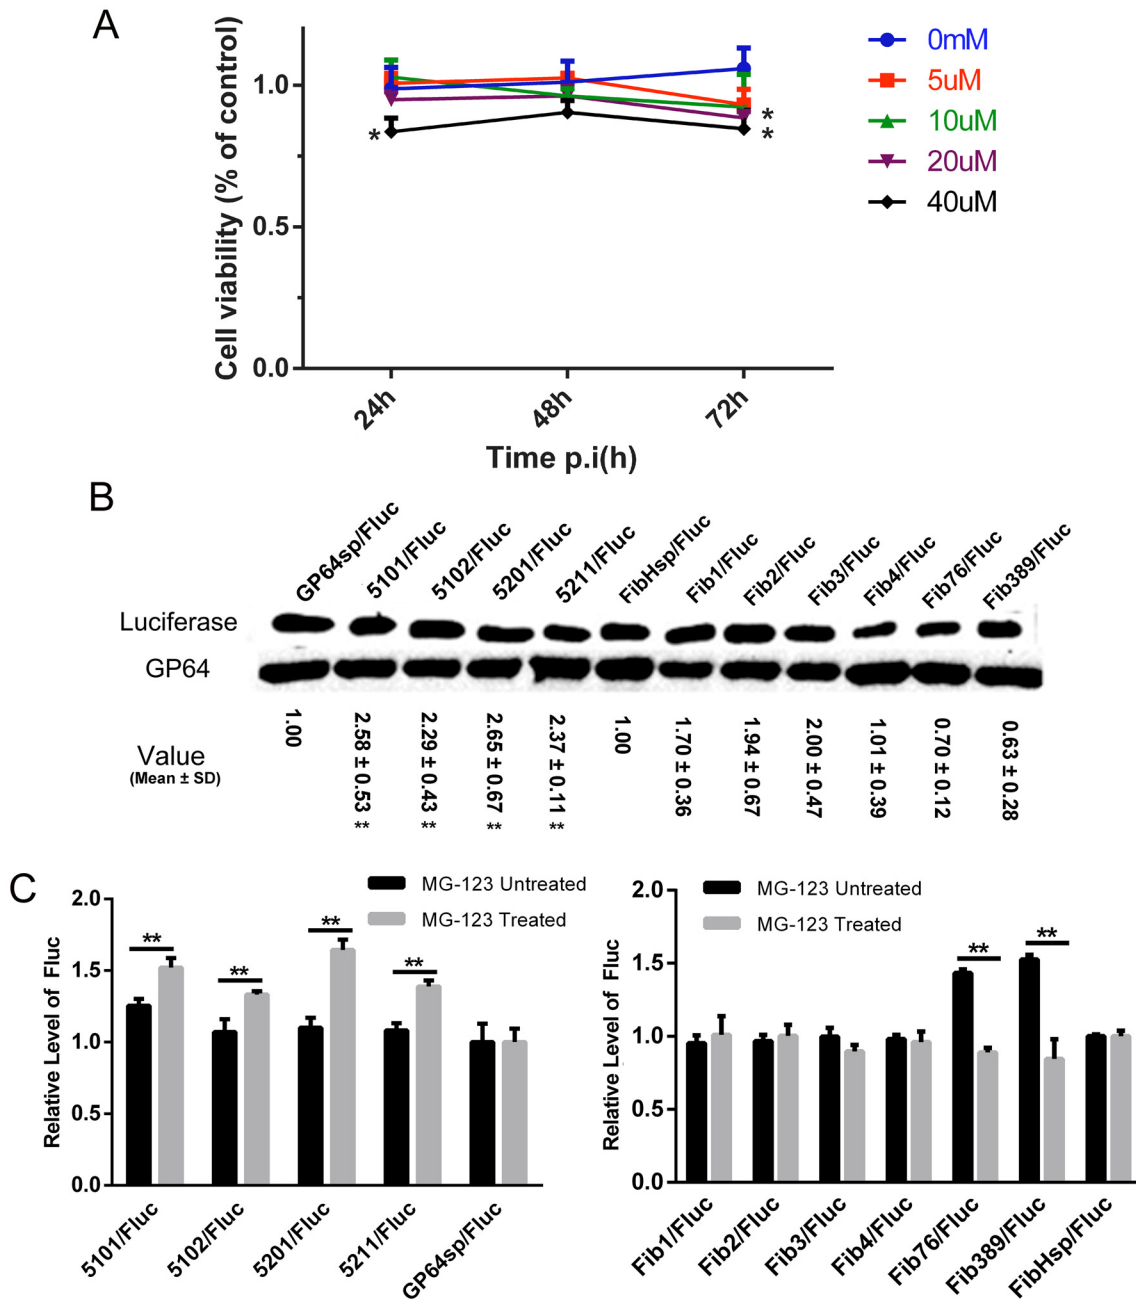 A
Cell viability (% of control)
1.0
0.5
0.0
*
*
*
24h
48h
72h
Time p.i(h)
0mM
5uM
10uM
20uM
40uM
B
GP64sp/Fluc
5101/Fluc
5102/Fluc
5201/Fluc
5211/Fluc
FibHsp/Fluc
Fib1/Fluc
Fib2/Fluc
Fib3/Fluc
Fib4/Fluc
Fib76/Fluc
Fib389/Fluc
Luciferase
GP64
Value
(Mean ± SD)
1.00
2.58 ± 0.53 **
2.29 ± 0.43 **
2.65 ± 0.67 **
2.37 ± 0.11 **
1.00
1.70 ± 0.36
1.94 ± 0.67
2.00 ± 0.47
1.01 ± 0.39
0.70 ± 0.12
0.63 ± 0.28
C
Relative Level of Fluc
2.0
1.5
1.0
0.5
0.0
MG-123 Untreated
MG-123 Treated
**
**
**
**
5101/Fluc
5102/Fluc
5201/Fluc
5211/Fluc
GP64sp/Fluc
Relative Level of Fluc
2.0
1.5
1.0
0.5
0.0
MG-123 Untreated
MG-123 Treated
**
**
Fib1/Fluc
Fib2/Fluc
Fib3/Fluc
Fib4/Fluc
Fib76/Fluc
Fib389/Fluc
FibHsp/Fluc